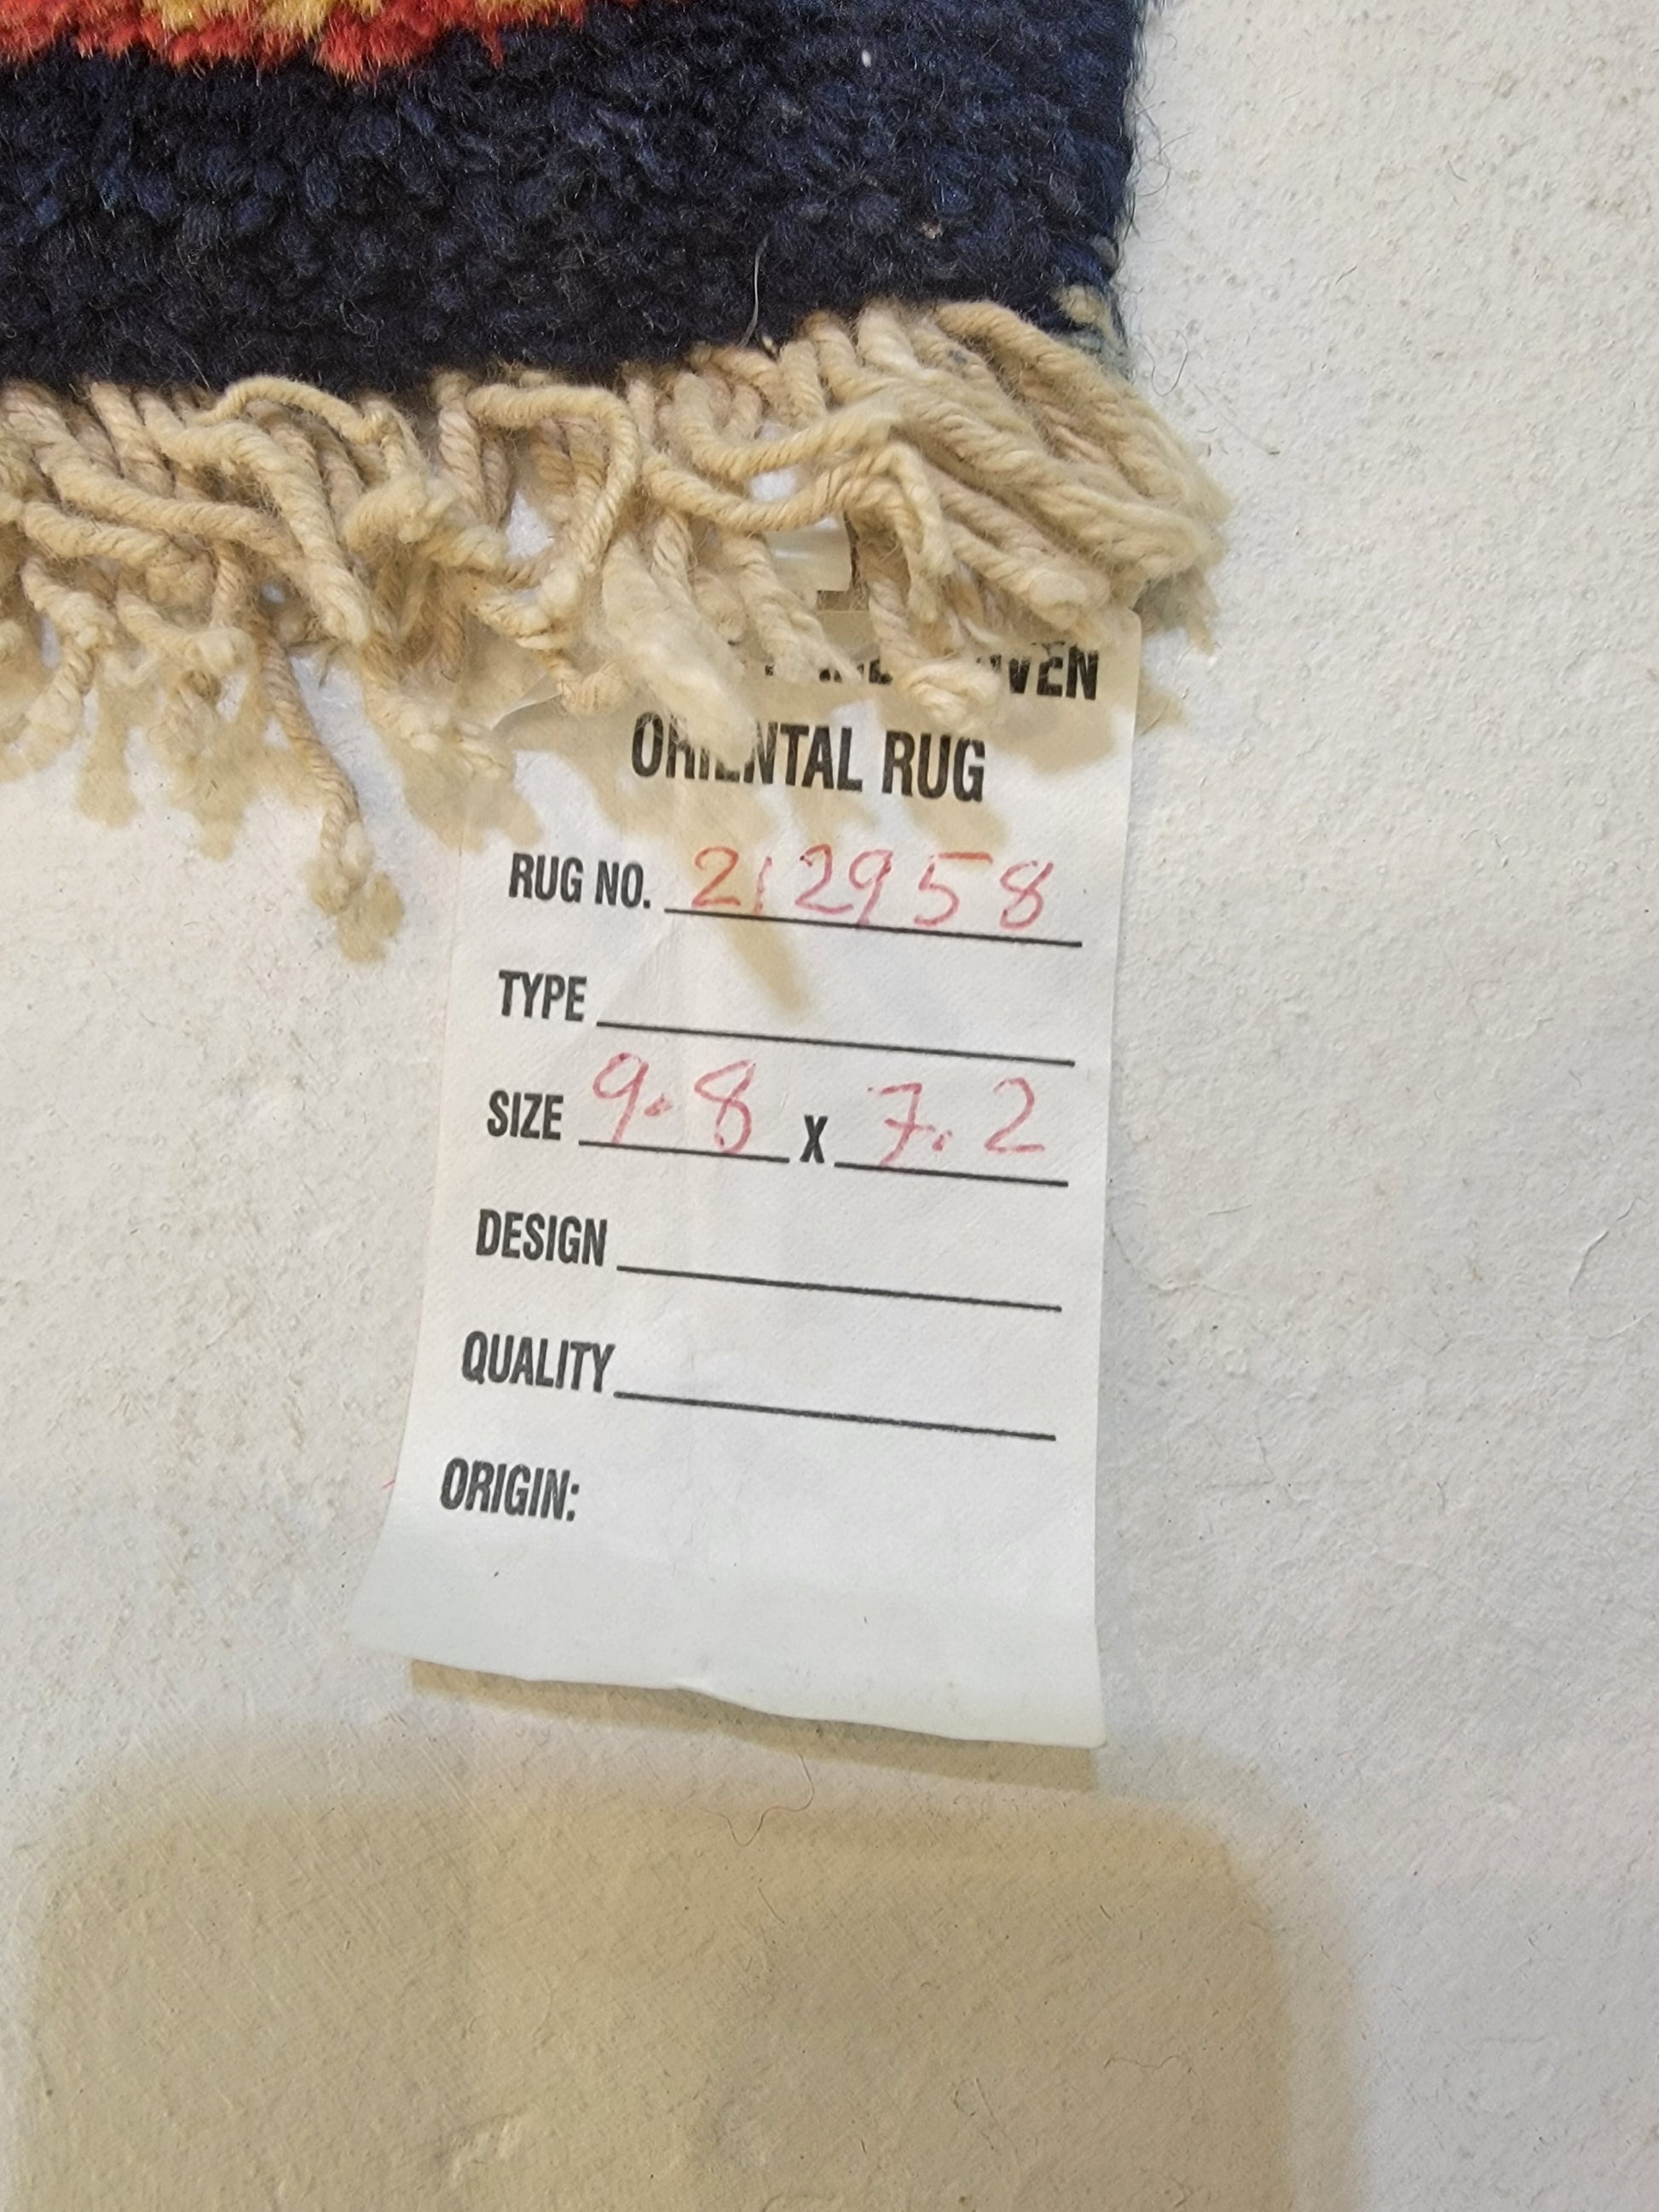 ORIENTAL RUG
RUG NO. 212958
TYPE
SIZE 9.8 X 7.2
DESIGN
QUALITY
ORIGIN: